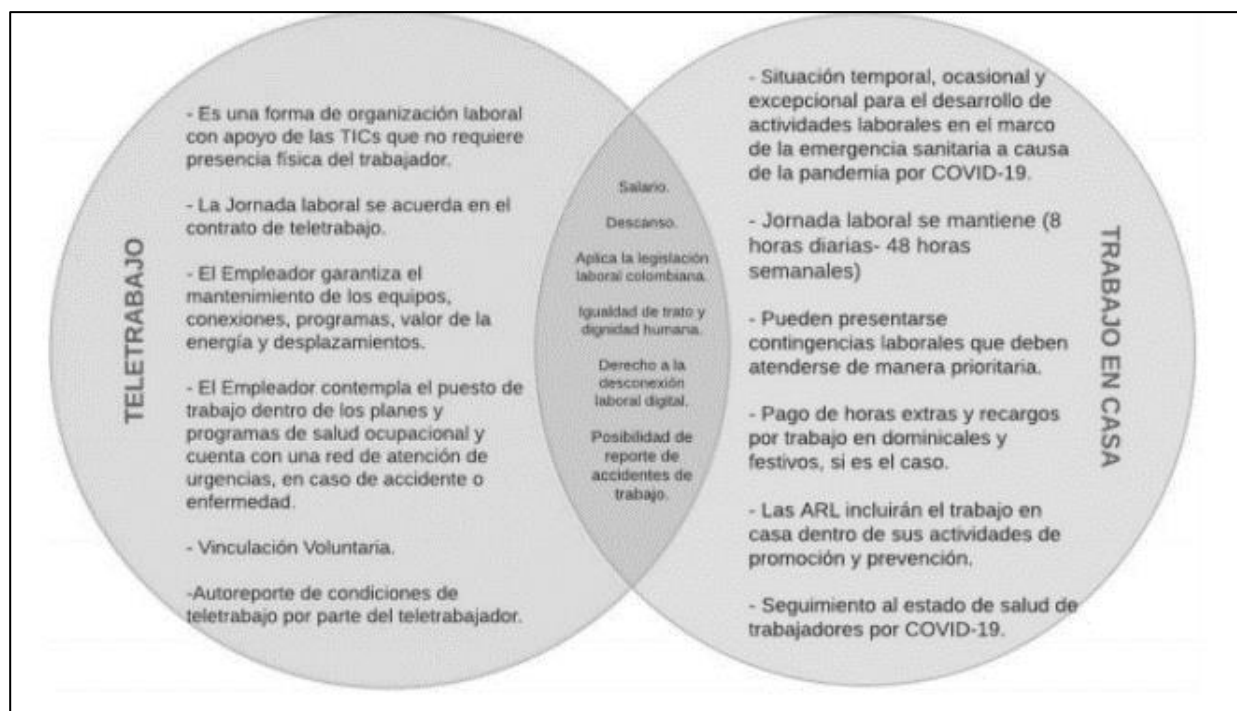 TELETRABAJO
- Es una forma de organización laboral
con apoyo de las TICs que no requiere
presencia física del trabajador.
- La Jornada laboral se acuerda en el
contrato de teletrabajo.
- El Empleador garantiza el
mantenimiento de los equipos,
conexiones, programas, valor de la
energía y desplazamientos.
- El Empleador contempla el puesto de
trabajo dentro de los planes y
programas de salud ocupacional y
cuenta con una red de atención de
urgencias, en caso de accidente o
enfermedad.
- Vinculación Voluntaria.
-Autoreporte de condiciones de
teletrabajo por parte del teletrabajador.
Salario.
Descanso.
Aplica la legislación
laboral colombiana.
Igualdad de trato y
dignidad humana.
Derecho a la
desconexión
laboral digital.
Posibilidad de
reporte de
accidentes de
trabajo.
- Situación temporal, ocasional y
excepcional para el desarrollo de
actividades laborales en el marco
de la emergencia sanitaria a causa
de la pandemia por COVID-19.
- Jornada laboral se mantiene (8
horas diarias- 48 horas
semanales)
- Pueden presentarse
contingencias laborales que deben
atenderse de manera prioritaria.
- Pago de horas extras y recargos
por trabajo en dominicales y
festivos, si es el caso.
- Las ARL incluirán el trabajo en
casa dentro de sus actividades de
promoción y prevención.
- Seguimiento al estado de salud de
trabajadores por COVID-19.
TRABAJO EN CASA